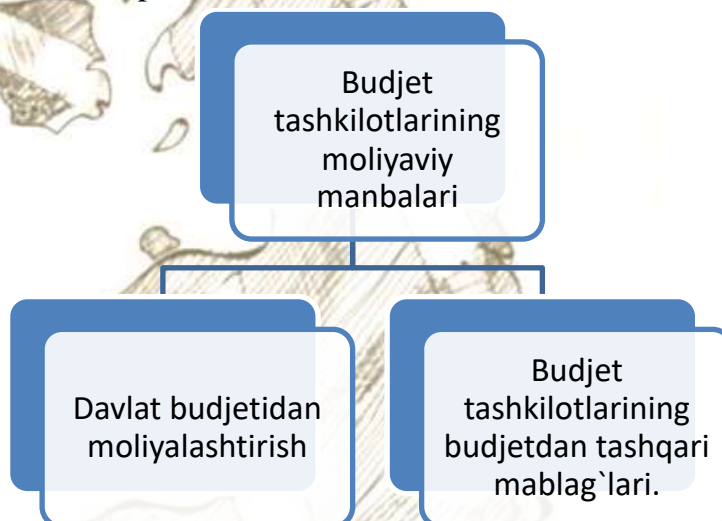 Budjet
tashkilotlarining
moliyaviy
manbalari
Davlat budjetidan
moliyalashtirish
Budjet
tashkilotlarining
budjetdan tashqari
mablag`lari.